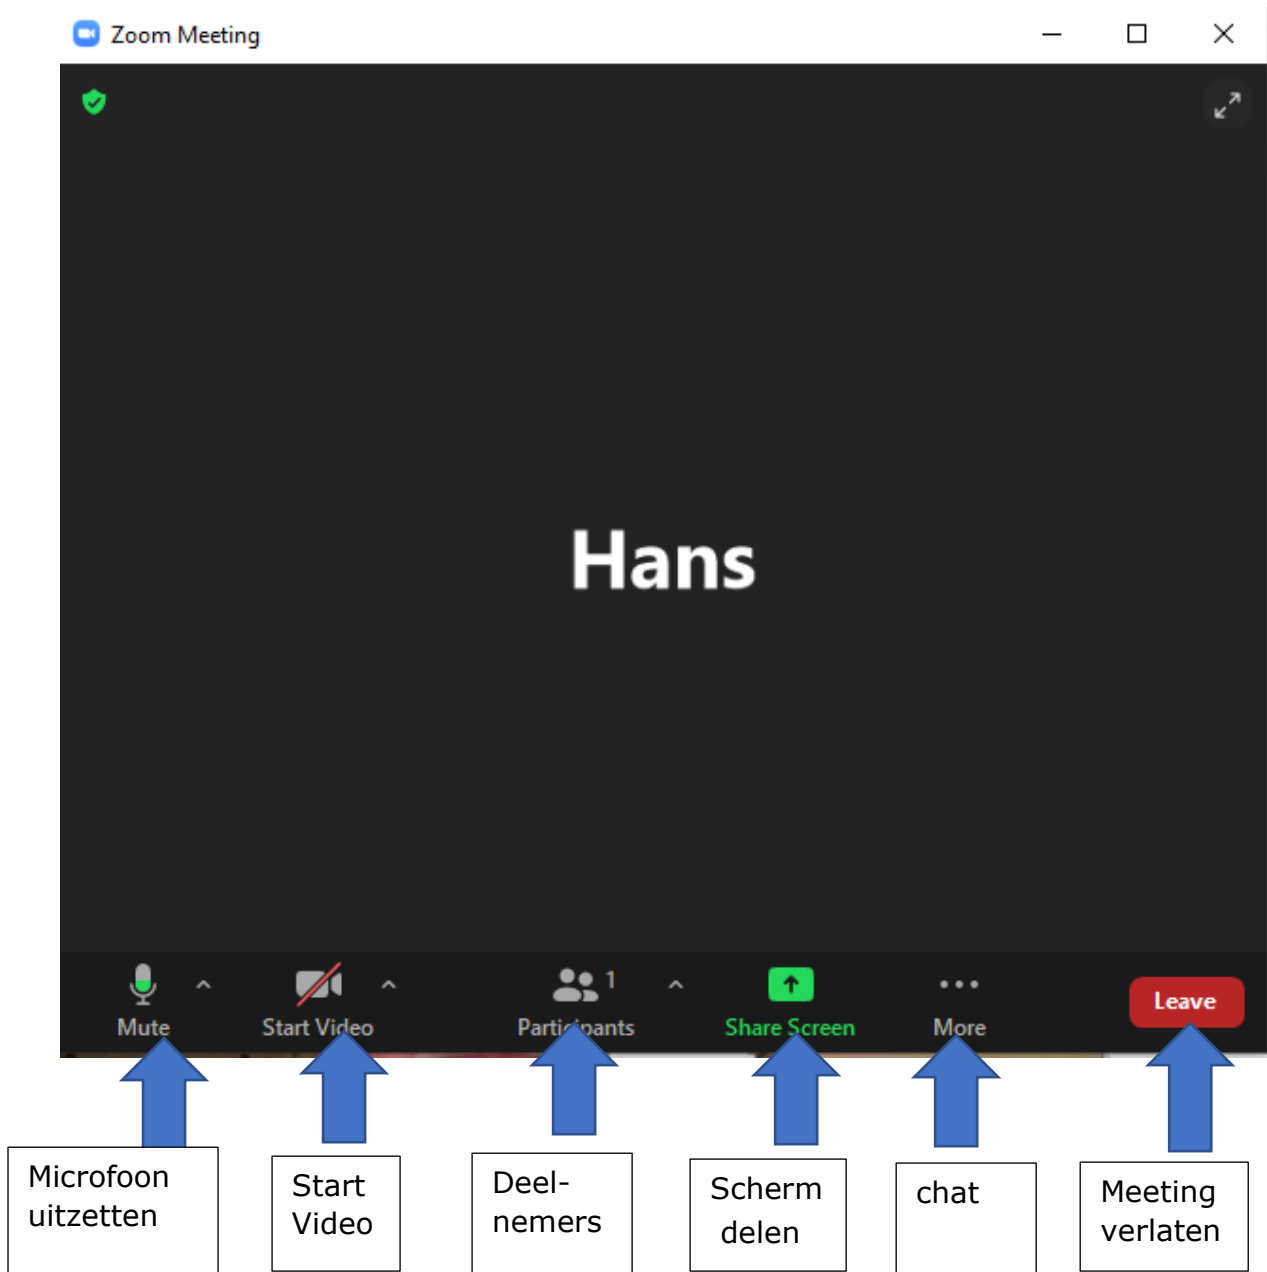 Zoom Meeting
Hans
1
Mute
Start Video
Participants
Share Screen
More
Leave
Microfoon
uitzetten
Start
Video
Deel-
nemers
Scherm
delen
chat
Meeting
verlaten